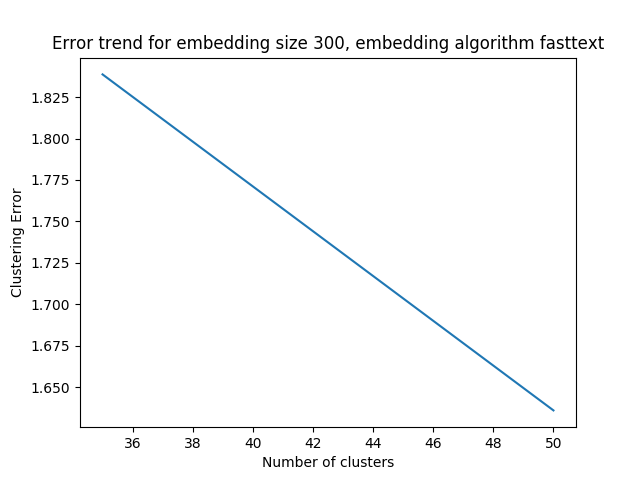 Error trend for embedding size 300, embedding algorithm fasttext
1.825
1.800
1.775
1.750
1.725
1.700
1.675
1.650
Clustering Error
36 38 40 42 44 46 48 50
Number of clusters